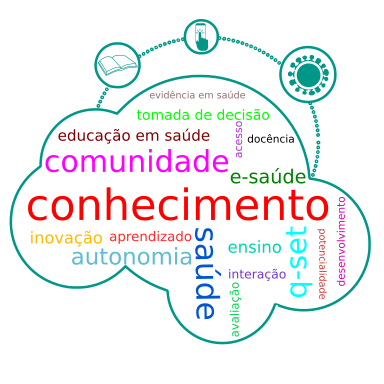 evidência em saúde
tomada de decisão
educação em saúde
acesso
docência
comunidade
e-saúde
conhecimento
inovação
aprendizado
autonomia
saúde
ensino
interação
avaliação
q-set
potencialidade
desenvolvimento